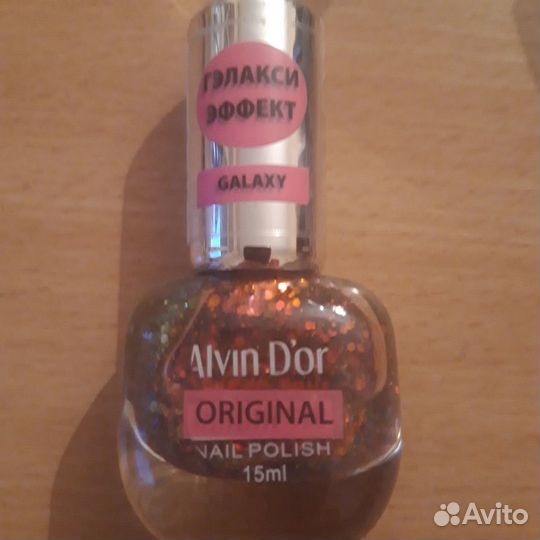 ГЭЛАКСИ
ЭФФЕКТ
GALAXY
Alvin D'or
ORIGINAL
NAIL POLISH
15ml
Avito